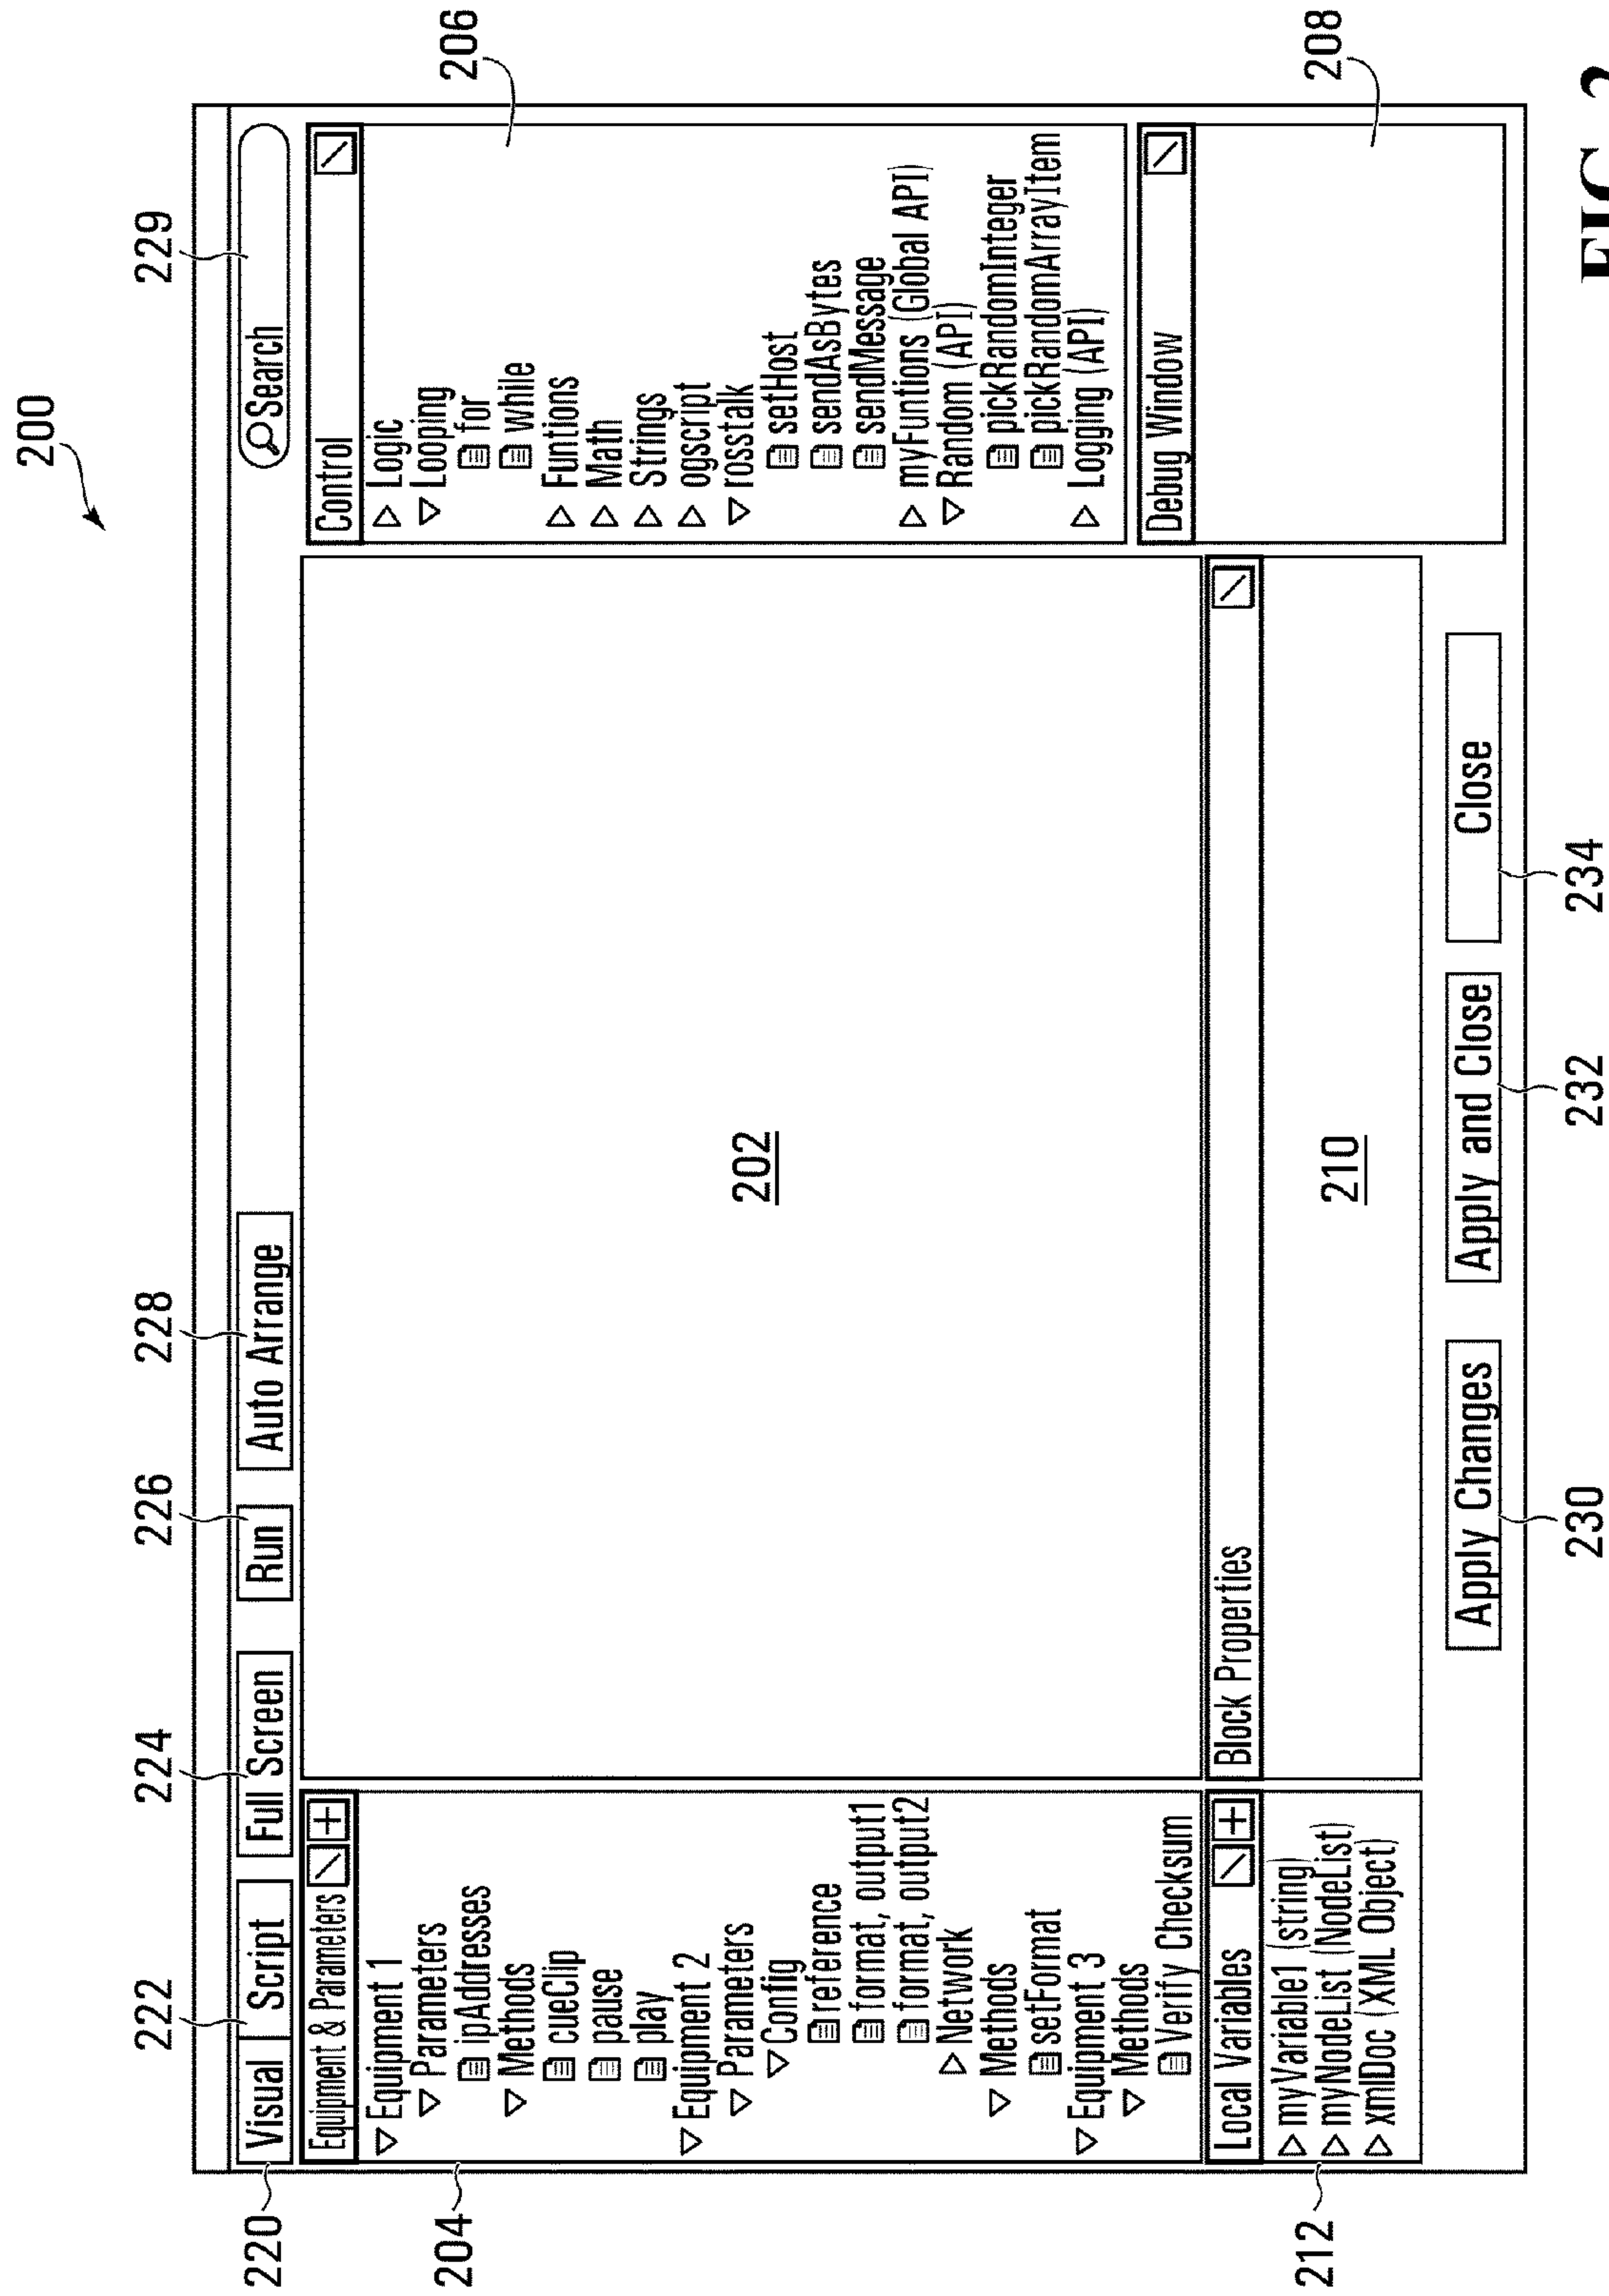 200
220
222
224
226
228
229
Visual
Script
Full Screen
Run
Auto Arrange
Search
204
Equipment & Parameters
Equipment 1
Parameters
ipAddresses
Methods
cueClip
pause
play
Equipment 2
Parameters
Config
reference
format, output1
format, output2
Network
Methods
setFormat
Equipment 3
Methods
Verify Checksum
202
Control
206
Logic
Looping
for
while
Funtions
Math
Strings
ogscript
rosstalk
setHost
sendAsBytes
sendMessage
myFuntions (Global API)
Random (API)
pickRandomInteger
pickRandomArrayItem
Logging (API)
212
Local Variables
myVariable1 (string)
myNodeList (NodeList)
xmlDoc (XML Object)
Block Properties
210
Debug Window
208
Apply Changes
Apply and Close
Close
230
232
234